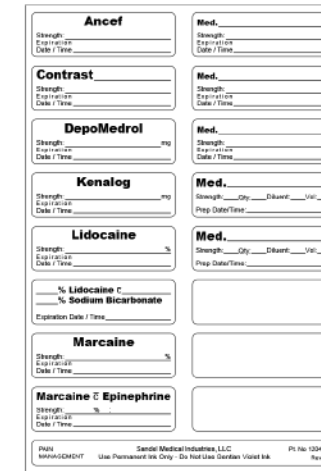 Ancef
Strength:
Expiration
Date / Time
Contrast
Strength:
Expiration
Date / Time
DepoMedrol
Strength: mg
Expiration
Date / Time
Kenalog
Strength: mg
Expiration
Date / Time
Lidocaine
Strength: %
Expiration
Date / Time
% Lidocaine c̅
% Sodium Bicarbonate
Expiration Date / Time
Marcaine
Strength: %
Expiration
Date / Time
Marcaine c̅ Epinephrine
Strength: % :
Expiration
Date / Time
Med.
Strength:
Expiration
Date / Time
Med.
Strength:
Expiration
Date / Time
Med.
Strength:
Expiration
Date / Time
Med.
Strength: Qty: Diluent: Vol:
Prep Date/Time:
Med.
Strength: Qty: Diluent: Vol:
Prep Date/Time:
PAIN
MANAGEMENT
Sandel Medical Industries, LLC
Use Permanent Ink Only - Do Not Use Gentian Violet Ink
Pt. No